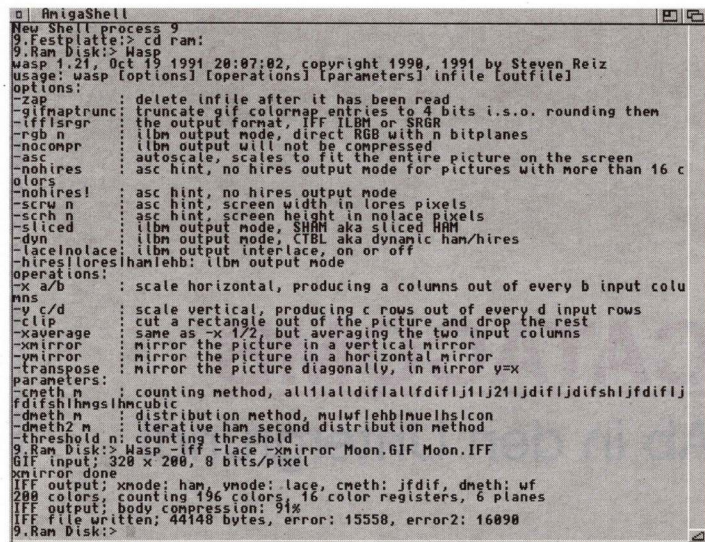 AmigaShell
New Shell process 9
9.Festplatte:> cd ram:
9.Ram Disk:> Wasp
wasp 1.21, Oct 19 1991 20:07:02, copyright 1990, 1991 by Steven Reiz
usage: wasp [options] [operations] [parameters] infile [outfile]
options:
-zap : delete infile after it has been read
-gifmaptrunc: truncate gif colormap entries to 4 bits i.s.o. rounding them
-iff|srgr : the output format, IFF ILBM or SRGR
-rgb n : ilbm output mode, direct RGB with n bitplanes
-nocompr : ilbm output will not be compressed
-asc : autoscale, scales to fit the entire picture on the screen
-nohires : asc hint, no hires output mode for pictures with more than 16 c
olors
-nohires! : asc hint, no hires output mode
-scrw n : asc hint, screen width in lores pixels
-scrh n : asc hint, screen height in nolace pixels
-sliced : ilbm output mode, SHAM aka sliced HAM
-dyn : ilbm output mode, CTBL aka dynamic ham/hires
-lace|nolace: ilbm output interlace, on or off
-hires|lores|ham|ehb: ilbm output mode
operations:
-x a/b : scale horizontal, producing a columns out of every b input colu
mns
-y c/d : scale vertical, producing c rows out of every d input rows
-clip : cut a rectangle out of the picture and drop the rest
-xaverage : same as -x 1/2, but averaging the two input columns
-xmirror : mirror the picture in a vertical mirror
-ymirror : mirror the picture in a horizontal mirror
-transpose : mirror the picture diagonally, in mirror y=x
parameters:
-cmeth m : counting method, all1|alldif|allfdif|j1|j21|jdif|jdifsh|jfdif|j
fdifsh|hmgs|hmcubic
-dmeth m : distribution method, mu|wf|ehb|mue|hs|con
-dmeth2 m : iterative ham second distribution method
-threshold n: counting threshold
9.Ram Disk:> Wasp -iff -lace -xmirror Moon.GIF Moon.IFF
GIF input; 320 x 200, 8 bits/pixel
xmirror done
IFF output; xmode: ham, ymode: lace, cmeth: jfdif, dmeth: wf
200 colors, counting 196 colors, 16 color registers, 6 planes
IFF output; body compression: 91%
IFF file written; 44148 bytes, error: 15558, error2: 16090
9.Ram Disk:>